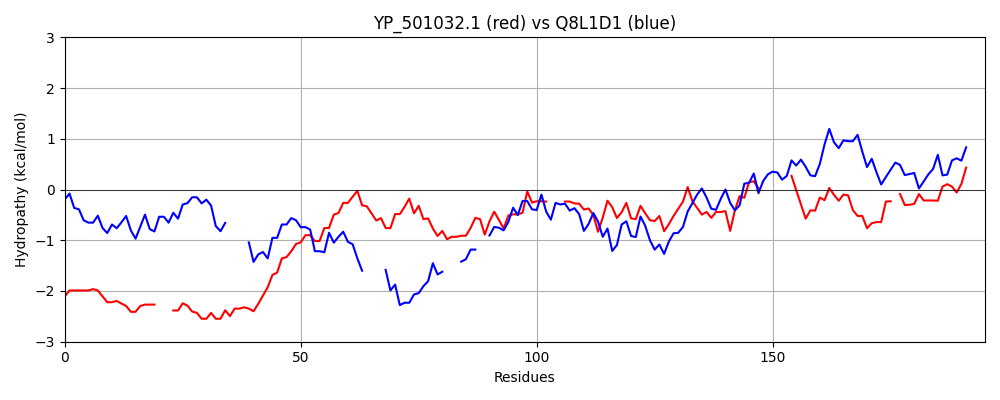 YP_501032.1 (red) vs Q8L1D1 (blue)
Hydropathy (kcal/mol)
3
2
1
0
−1
−2
−3
0 50 100 150
Residues